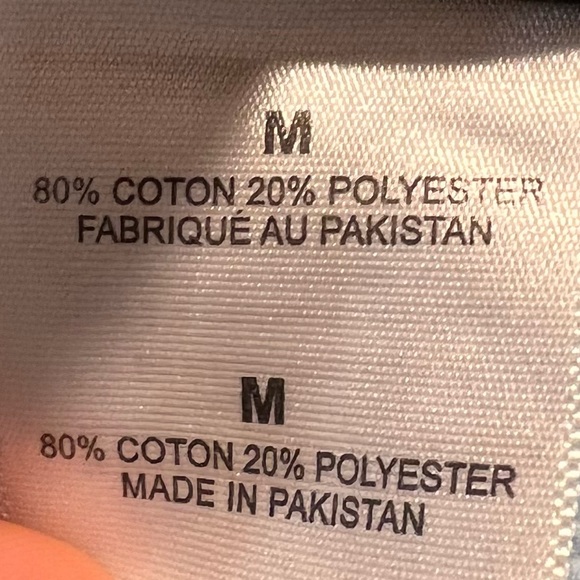 M
80% COTON 20% POLYESTER
FABRIQUÉ AU PAKISTAN
M
80% COTON 20% POLYESTER
MADE IN PAKISTAN